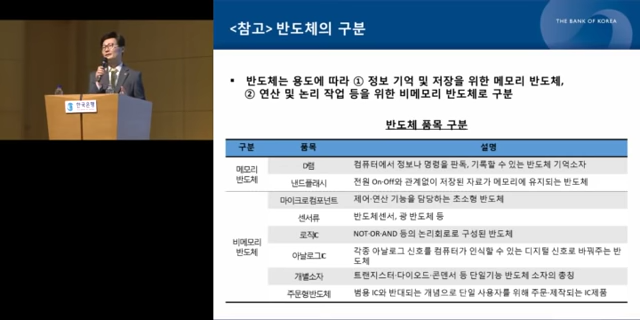 <참고> 반도체의 구분
THE BANK OF KOREA
▪ 반도체는 용도에 따라 ① 정보 기억 및 저장을 위한 메모리 반도체,
② 연산 및 논리 작업 등을 위한 비메모리 반도체로 구분
반도체 품목 구분
구분 품목 설명
메모리
반도체
D램 컴퓨터에서 정보나 명령을 판독, 기록할 수 있는 반도체 기억소자
낸드플래시 전원 On·Off와 관계없이 저장된 자료가 메모리에 유지되는 반도체
비메모리
반도체
마이크로컴포넌트 제어·연산 기능을 담당하는 초소형 반도체
센서류 반도체센서, 광 반도체 등
로직IC NOT·OR·AND 등의 논리회로로 구성된 반도체
아날로그IC 각종 아날로그 신호를 컴퓨터가 인식할 수 있는 디지털 신호로 바꿔주는 반
도체
개별소자 트랜지스터·다이오드·콘덴서 등 단일기능 반도체 소자의 총칭
주문형반도체 범용 IC와 반대되는 개념으로 단일 사용자를 위해 주문·제작되는 IC제품
한국은행